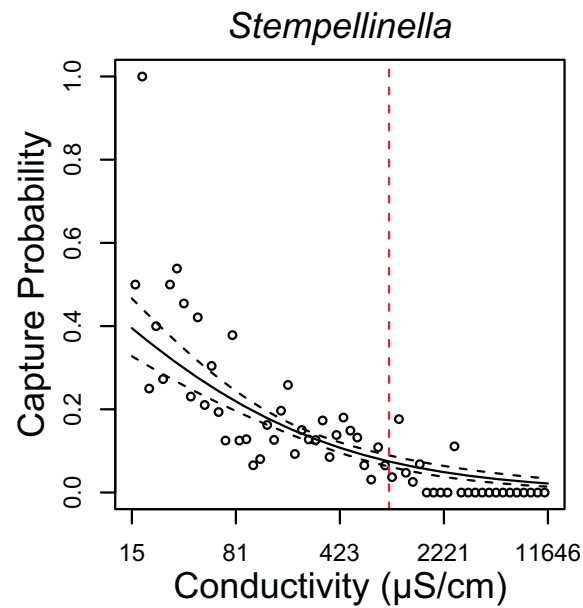 Stempellinella
Capture Probability
1.0
0.8
0.6
0.4
0.2
0.0
15 81 423 2221 11646
Conductivity (µS/cm)